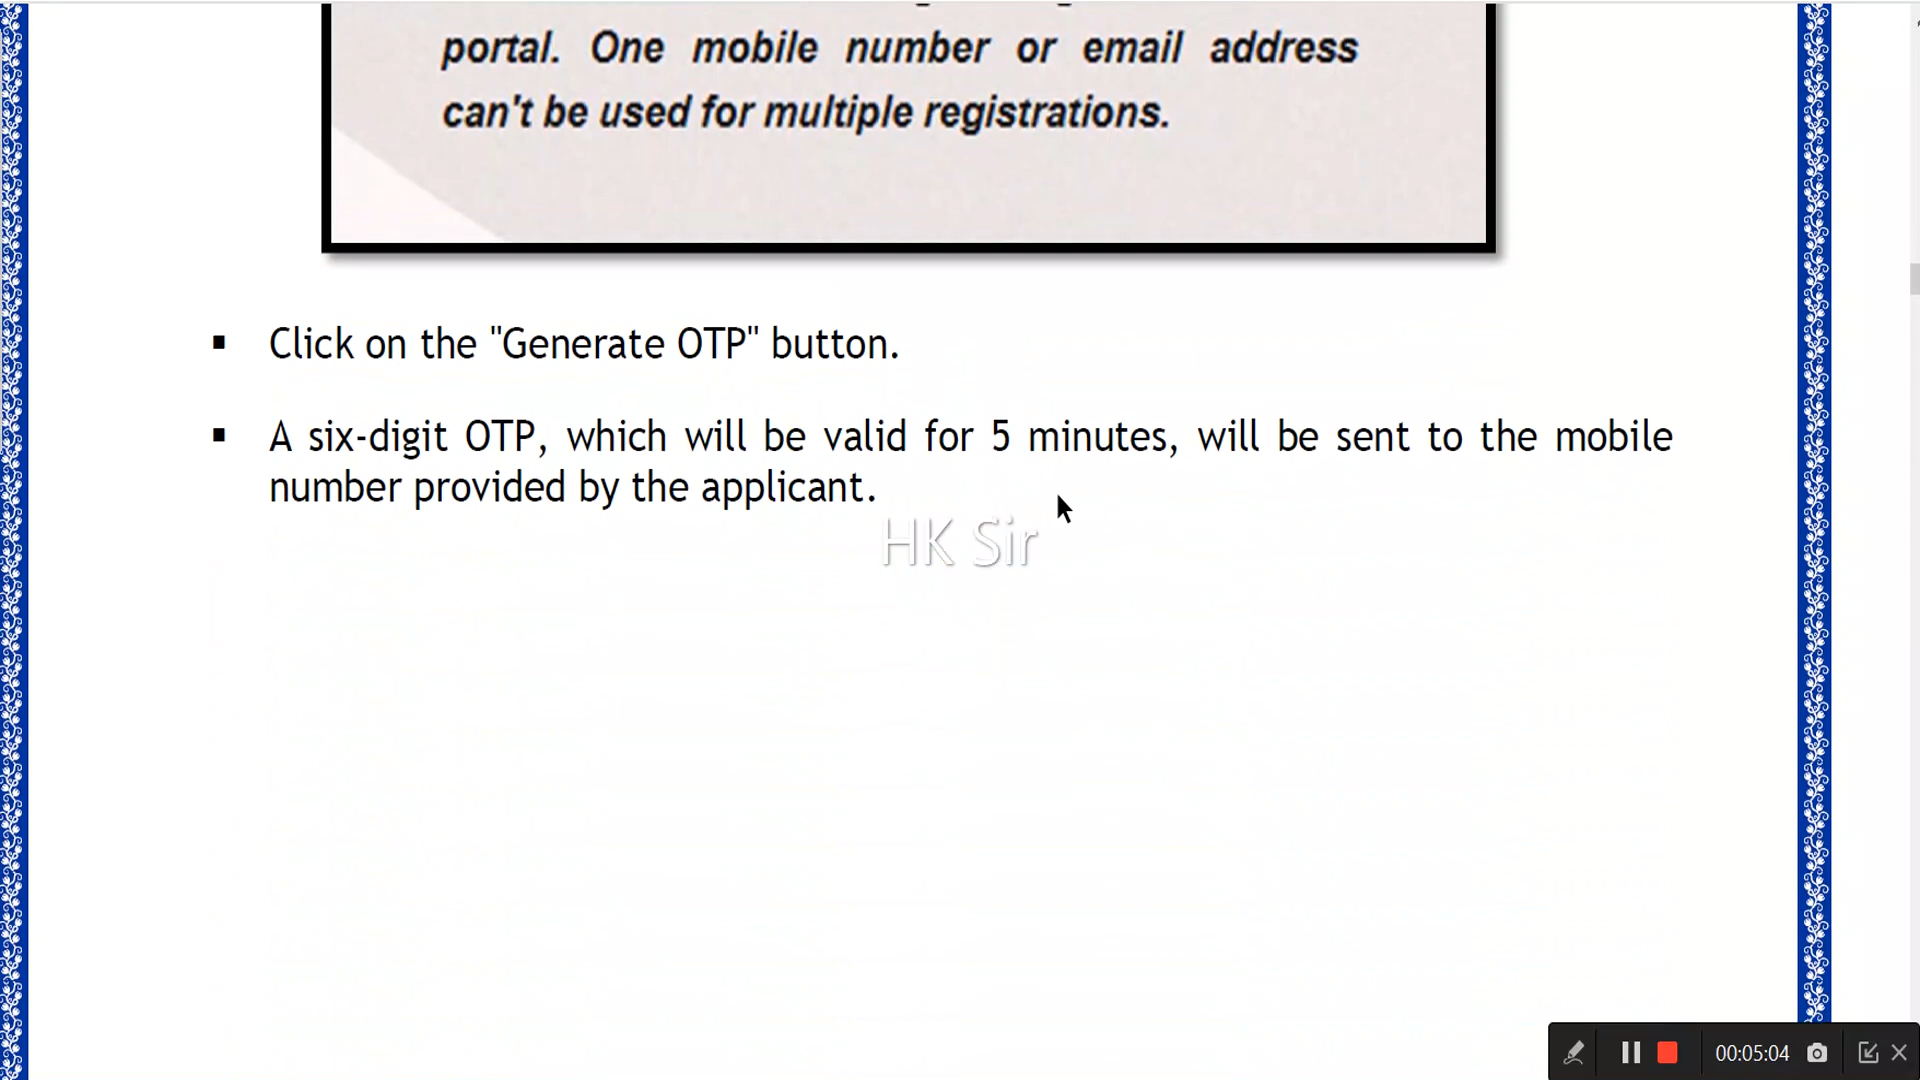 portal. One mobile number or email address
can't be used for multiple registrations.
▪ Click on the "Generate OTP" button.
▪ A six-digit OTP, which will be valid for 5 minutes, will be sent to the mobile
number provided by the applicant.
HK Sir
00:05:04